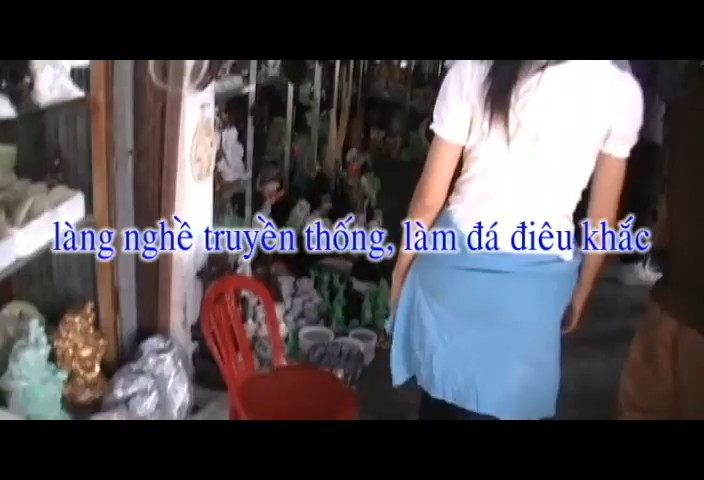 làng nghề truyền thống, làm đá điêu khắc